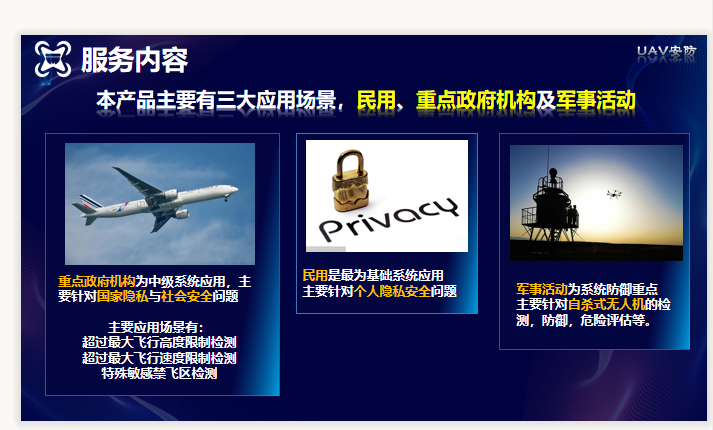 服务内容
UAV安防
本产品主要有三大应用场景，民用、重点政府机构及军事活动
重点政府机构为中级系统应用，主
要针对国家隐私与社会安全问题
主要应用场景有：
超过最大飞行高度限制检测
超过最大飞行速度限制检测
特殊敏感禁飞区检测
Privacy
民用是最为基础系统应用
主要针对个人隐私安全问题
军事活动为系统防御重点
主要针对自杀式无人机的检
测，防御，危险评估等。